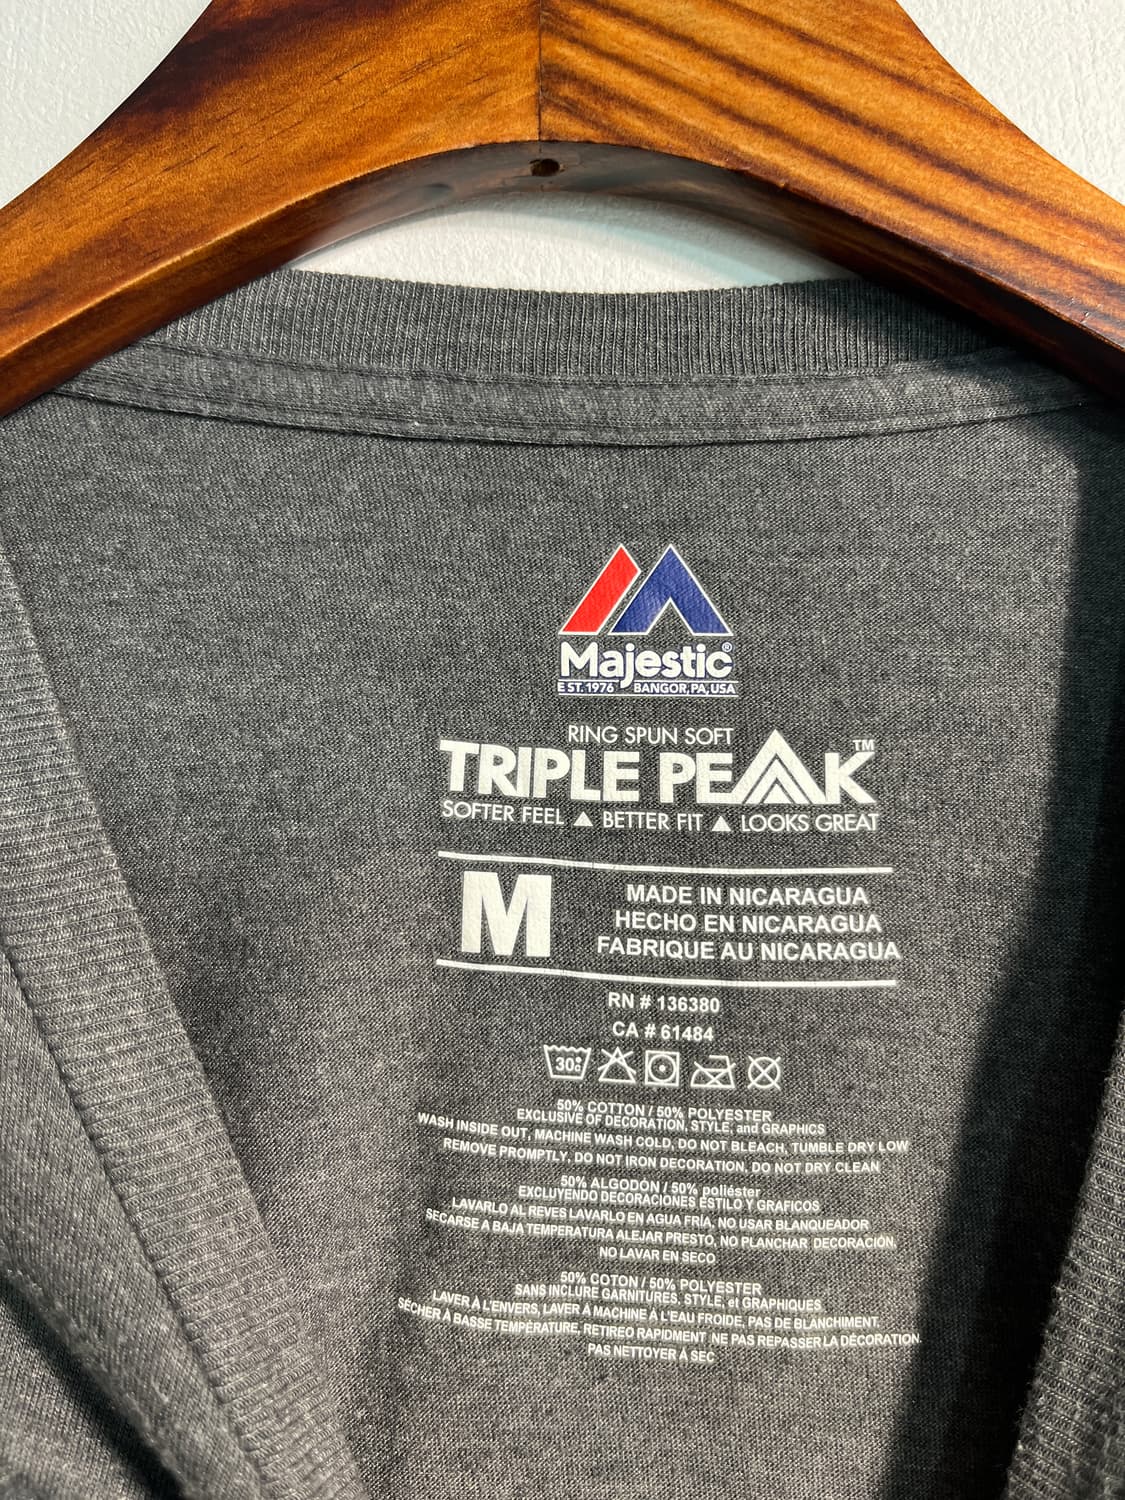 Majestic®
EST. 1976 BANGOR, PA, USA
RING SPUN SOFT
TRIPLE PEAK™
SOFTER FEEL ▲ BETTER FIT ▲ LOOKS GREAT
M
MADE IN NICARAGUA
HECHO EN NICARAGUA
FABRIQUE AU NICARAGUA
RN # 136380
CA # 61484
30c
50% COTTON / 50% POLYESTER
EXCLUSIVE OF DECORATION, STYLE, and GRAPHICS
WASH INSIDE OUT, MACHINE WASH COLD, DO NOT BLEACH, TUMBLE DRY LOW
REMOVE PROMPTLY, DO NOT IRON DECORATION, DO NOT DRY CLEAN
50% ALGODÓN / 50% poliéster
EXCLUYENDO DECORACIONES ESTILO Y GRAFICOS
LAVARLO AL REVES LAVARLO EN AGUA FRÍA, NO USAR BLANQUEADOR
SECARSE A BAJA TEMPERATURA ALEJAR PRESTO, NO PLANCHAR DECORACIÓN,
NO LAVAR EN SECO
50% COTON / 50% POLYESTER
SANS INCLURE GARNITURES, STYLE, et GRAPHIQUES
LAVER À L'ENVERS, LAVER À MACHINE À L'EAU FROIDE, PAS DE BLANCHIMENT.
SÉCHER À BASSE TEMPÉRATURE, RETIREO RAPIDMENT NE PAS REPASSER LA DÉCORATION.
PAS NETTOYER À SEC